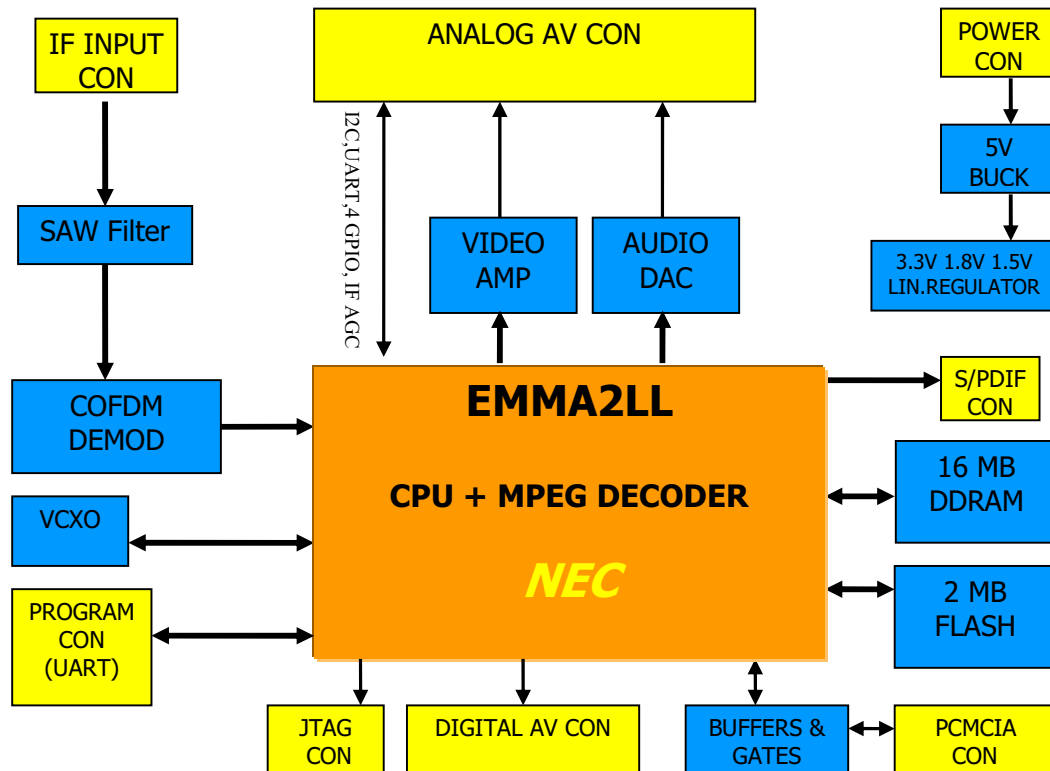 IF INPUT
CON
ANALOG AV CON
POWER
CON
I2C,UART,4 GPIO, IF AGC
5V
BUCK
SAW Filter
VIDEO
AMP
AUDIO
DAC
3.3V 1.8V 1.5V
LIN.REGULATOR
COFDM
DEMOD
EMMA2LL
CPU + MPEG DECODER
NEC
S/PDIF
CON
16 MB
DDRAM
VCXO
2 MB
FLASH
PROGRAM
CON
(UART)
JTAG
CON
DIGITAL AV CON
BUFFERS &
GATES
PCMCIA
CON